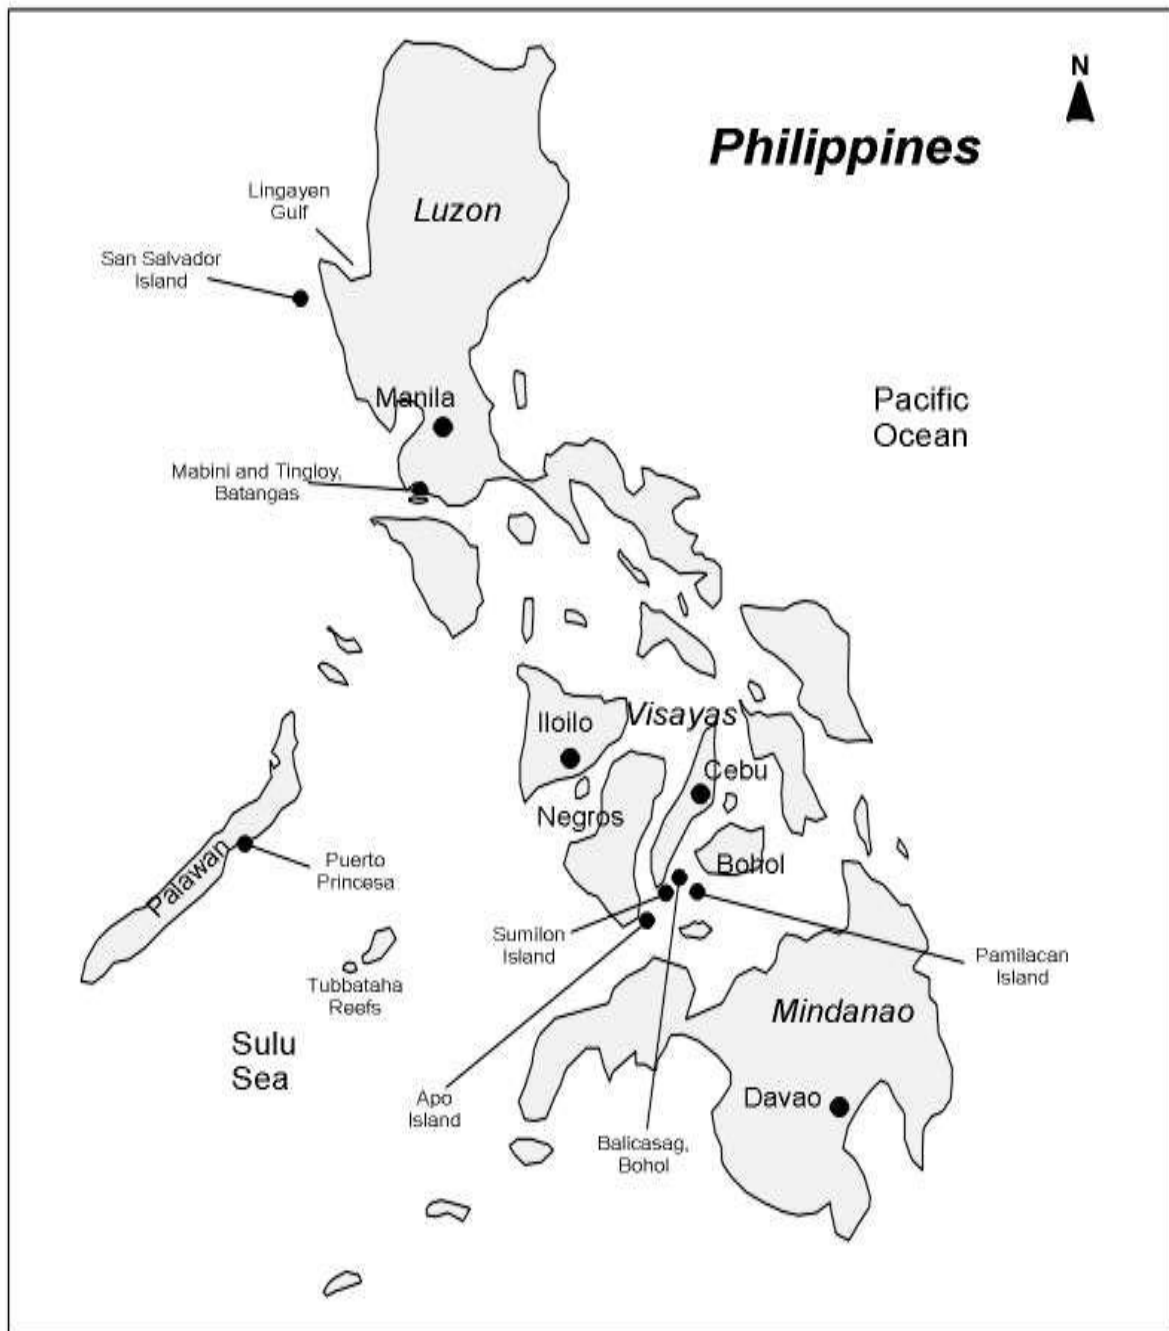 N
Philippines
Lingayen
Gulf
Luzon
San Salvador
Island
Manila
Pacific
Ocean
Mabini and Tingloy,
Batangas
Visayas
Iloilo
Cebu
Negros
Bohol
Palawan
Puerto
Princesa
Sumilon
Island
Pamilacan
Island
Tubbataha
Reefs
Mindanao
Sulu
Sea
Apo
Island
Davao
Balicasag,
Bohol